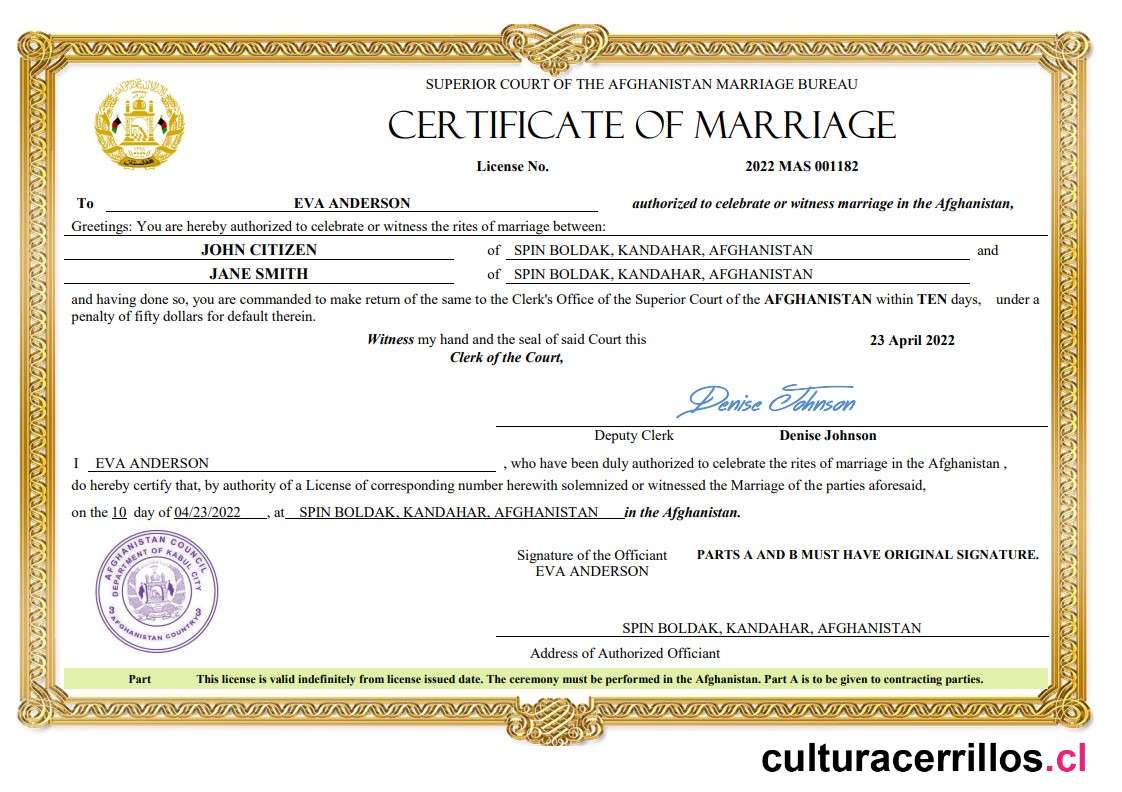 SUPERIOR COURT OF THE AFGHANISTAN MARRIAGE BUREAU
CERTIFICATE OF MARRIAGE
License No. 2022 MAS 001182
To EVA ANDERSON authorized to celebrate or witness marriage in the Afghanistan,
Greetings: You are hereby authorized to celebrate or witness the rites of marriage between:
JOHN CITIZEN of SPIN BOLDAK, KANDAHAR, AFGHANISTAN and
JANE SMITH of SPIN BOLDAK, KANDAHAR, AFGHANISTAN
and having done so, you are commanded to make return of the same to the Clerk's Office of the Superior Court of the AFGHANISTAN within TEN days, under a
penalty of fifty dollars for default therein.
Witness my hand and the seal of said Court this 23 April 2022
Clerk of the Court,
Denise Johnson
Deputy Clerk Denise Johnson
I EVA ANDERSON , who have been duly authorized to celebrate the rites of marriage in the Afghanistan ,
do hereby certify that, by authority of a License of corresponding number herewith solemnized or witnessed the Marriage of the parties aforesaid,
on the 10 day of 04/23/2022 , at SPIN BOLDAK, KANDAHAR, AFGHANISTAN in the Afghanistan.
AFGHANISTAN COUNCIL
DEPARTMENT OF KABUL CITY
AFGHANISTAN COUNTRY
Signature of the Officiant PARTS A AND B MUST HAVE ORIGINAL SIGNATURE.
EVA ANDERSON
SPIN BOLDAK, KANDAHAR, AFGHANISTAN
Address of Authorized Officiant
Part This license is valid indefinitely from license issued date. The ceremony must be performed in the Afghanistan. Part A is to be given to contracting parties.
culturacerrillos.cl